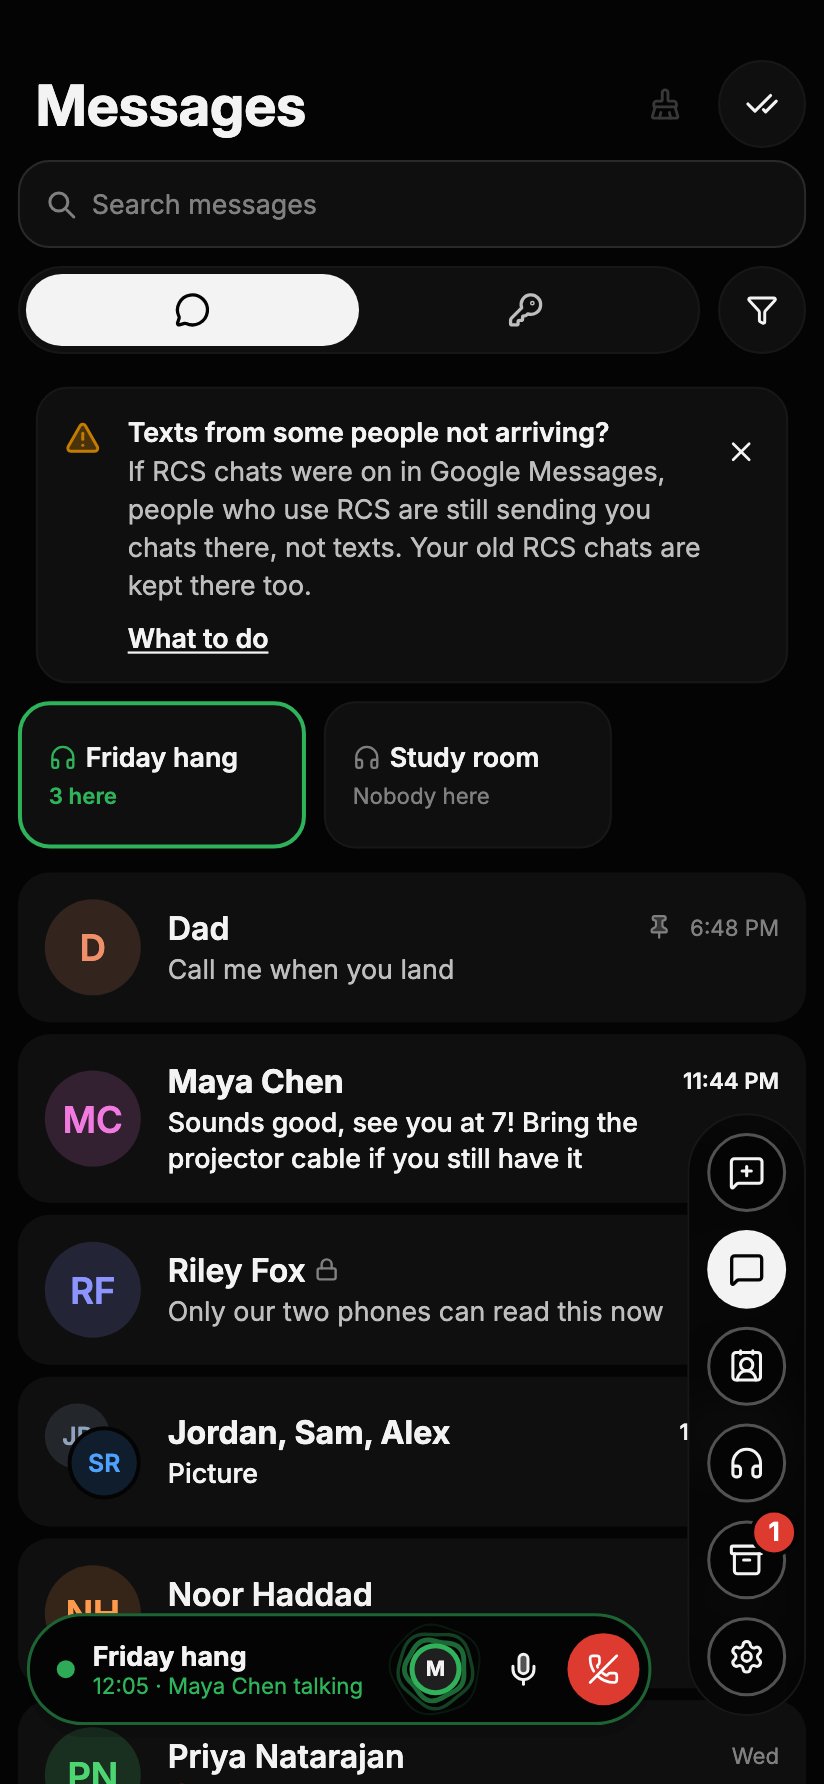 Messages
Search messages
Texts from some people not arriving?
If RCS chats were on in Google Messages,
people who use RCS are still sending you
chats there, not texts. Your old RCS chats are
kept there too.
What to do
Friday hang
3 here
Study room
Nobody here
D
Dad
6:48 PM
Call me when you land
MC
Maya Chen
11:44 PM
Sounds good, see you at 7! Bring the
projector cable if you still have it
RF
Riley Fox
Only our two phones can read this now
SR
Jordan, Sam, Alex
1
Picture
1
NH
Noor Haddad
Friday hang
12:05 · Maya Chen talking
M
PN
Priya Natarajan
Wed